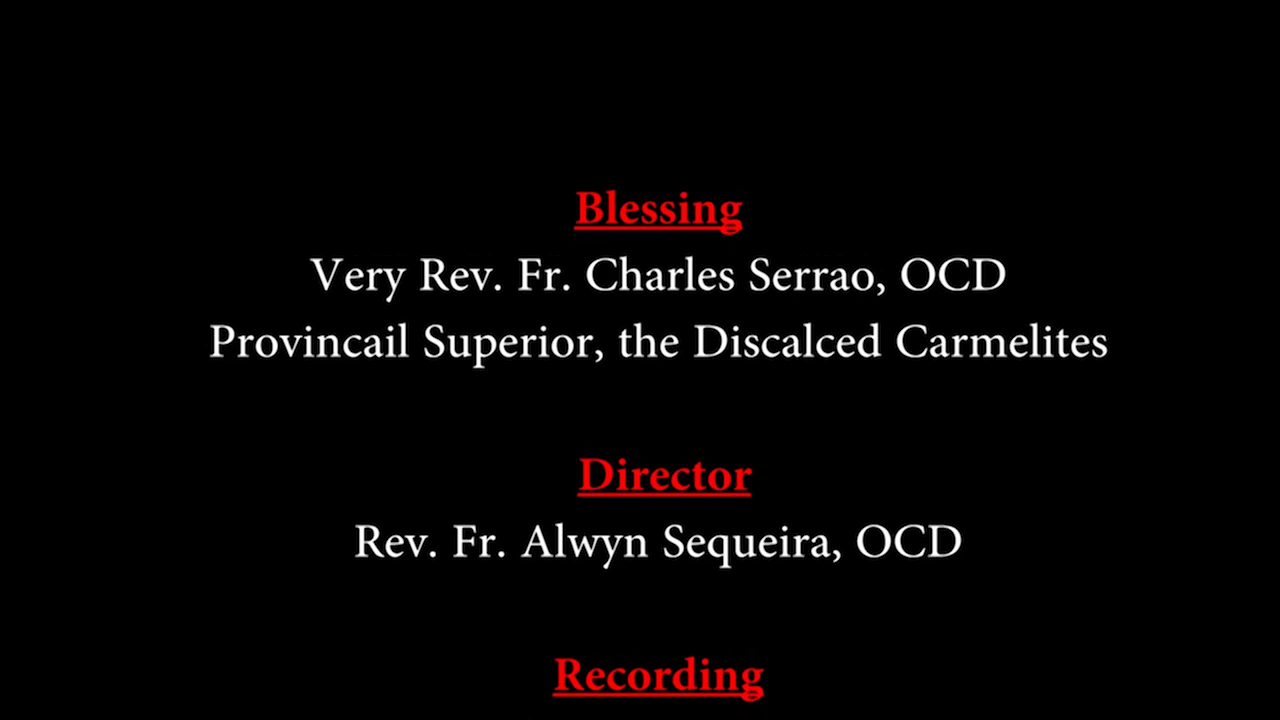 Blessing
Very Rev. Fr. Charles Serrao, OCD
Provincail Superior, the Discalced Carmelites
Director
Rev. Fr. Alwyn Sequeira, OCD
Recording